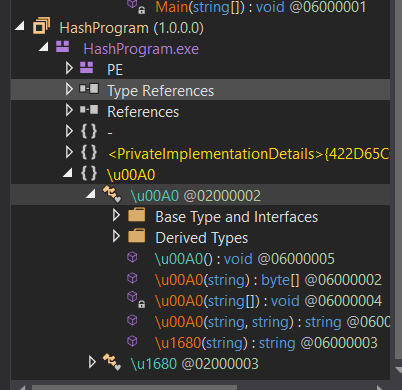 Main(string[]) : void @06000001
HashProgram (1.0.0.0)
HashProgram.exe
PE
Type References
References
{ } -
{ } <PrivateImplementationDetails>{422D65C
{ } \u00A0
\u00A0 @02000002
Base Type and Interfaces
Derived Types
\u00A0() : void @06000005
\u00A0(string) : byte[] @06000002
\u00A0(string[]) : void @06000004
\u00A0(string, string) : string @0600
\u1680(string) : string @06000003
\u1680 @02000003